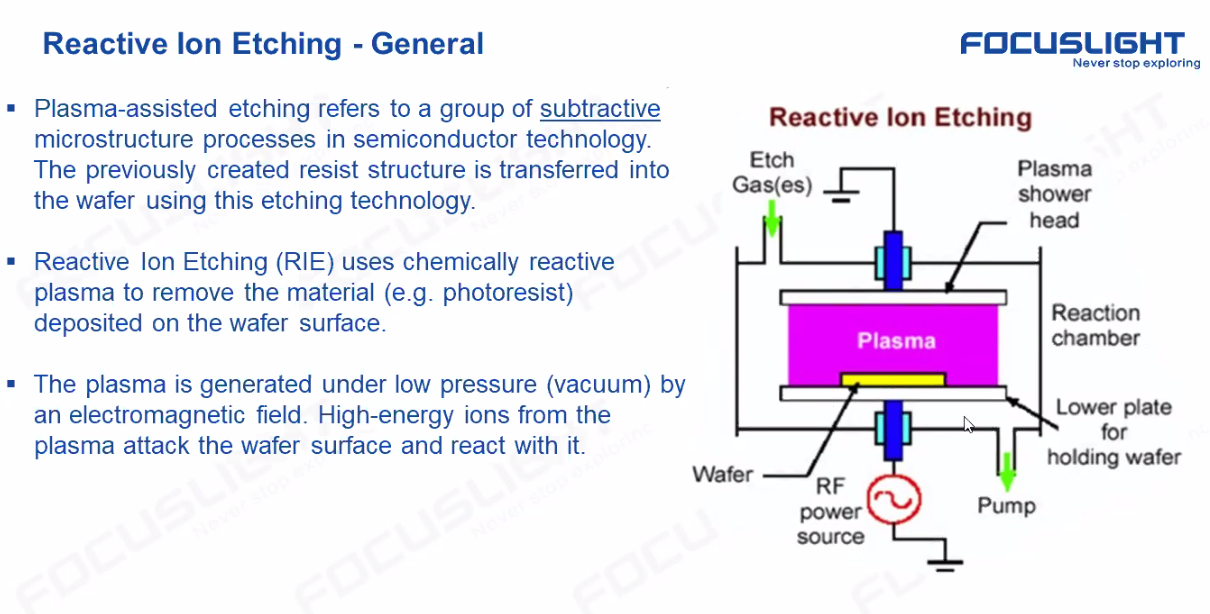 Reactive Ion Etching - General
FOCUSLIGHT
Never stop exploring
▪ Plasma-assisted etching refers to a group of subtractive
microstructure processes in semiconductor technology.
The previously created resist structure is transferred into
the wafer using this etching technology.
▪ Reactive Ion Etching (RIE) uses chemically reactive
plasma to remove the material (e.g. photoresist)
deposited on the wafer surface.
▪ The plasma is generated under low pressure (vacuum) by
an electromagnetic field. High-energy ions from the
plasma attack the wafer surface and react with it.
Reactive Ion Etching
Etch
Gas(es)
Plasma
shower
head
Reaction
chamber
Plasma
Lower plate
for
holding wafer
Wafer
RF
power
source
Pump